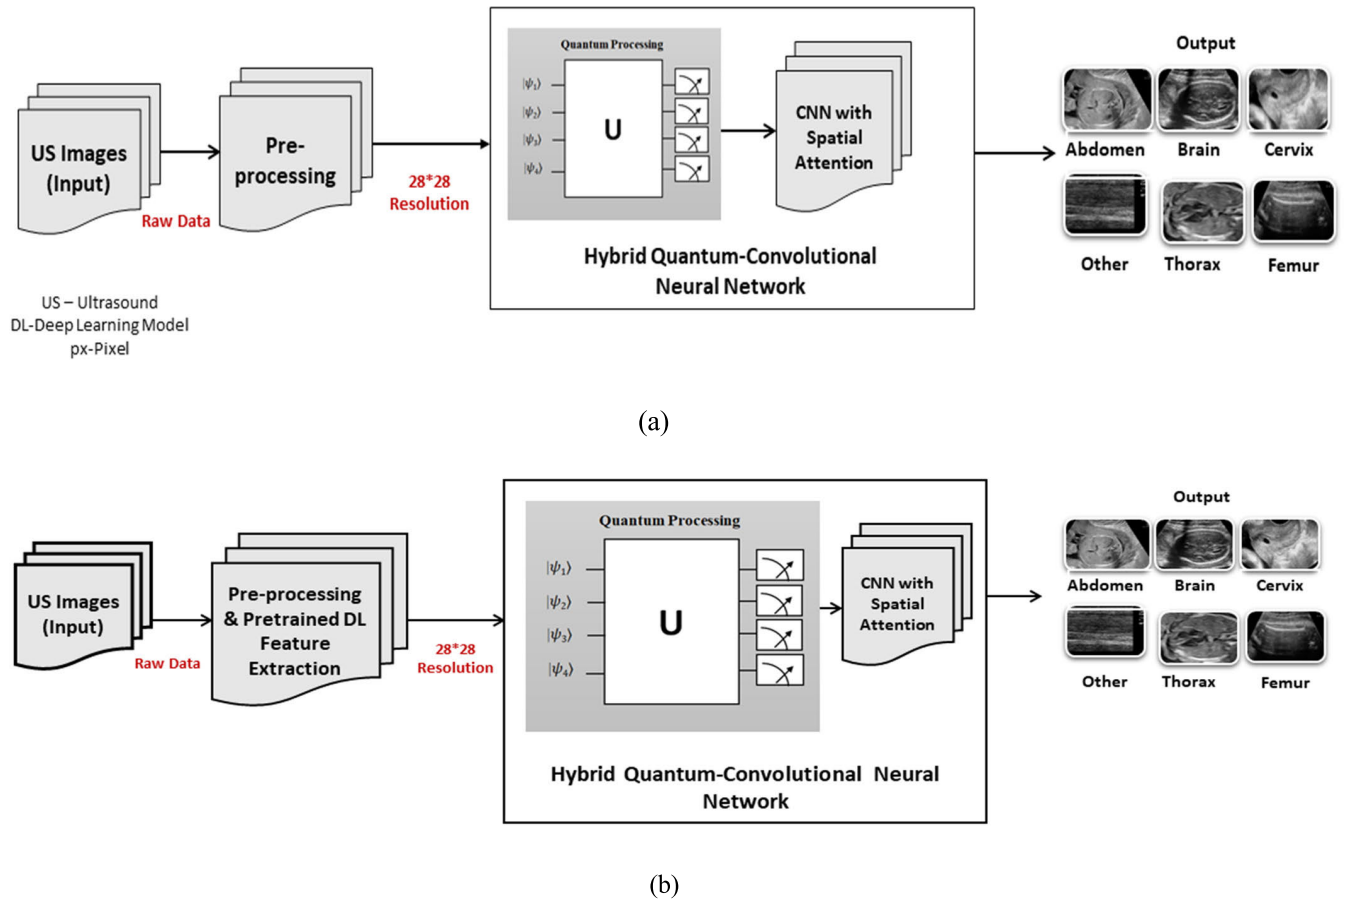 Output
Quantum Processing
|ψ₁⟩
|ψ₂⟩
|ψ₃⟩
|ψ₄⟩
U
CNN with
Spatial
Attention
US Images
(Input)
Raw Data
Pre-
processing
28*28
Resolution
Hybrid Quantum-Convolutional
Neural Network
Abdomen Brain Cervix
Other Thorax Femur
US – Ultrasound
DL-Deep Learning Model
px-Pixel
(a)
Output
Quantum Processing
|ψ₁⟩
|ψ₂⟩
|ψ₃⟩
|ψ₄⟩
U
CNN with
Spatial
Attention
US Images
(Input)
Raw Data
Pre-processing
& Pretrained DL
Feature
Extraction
28*28
Resolution
Hybrid Quantum-Convolutional Neural
Network
Abdomen Brain Cervix
Other Thorax Femur
(b)